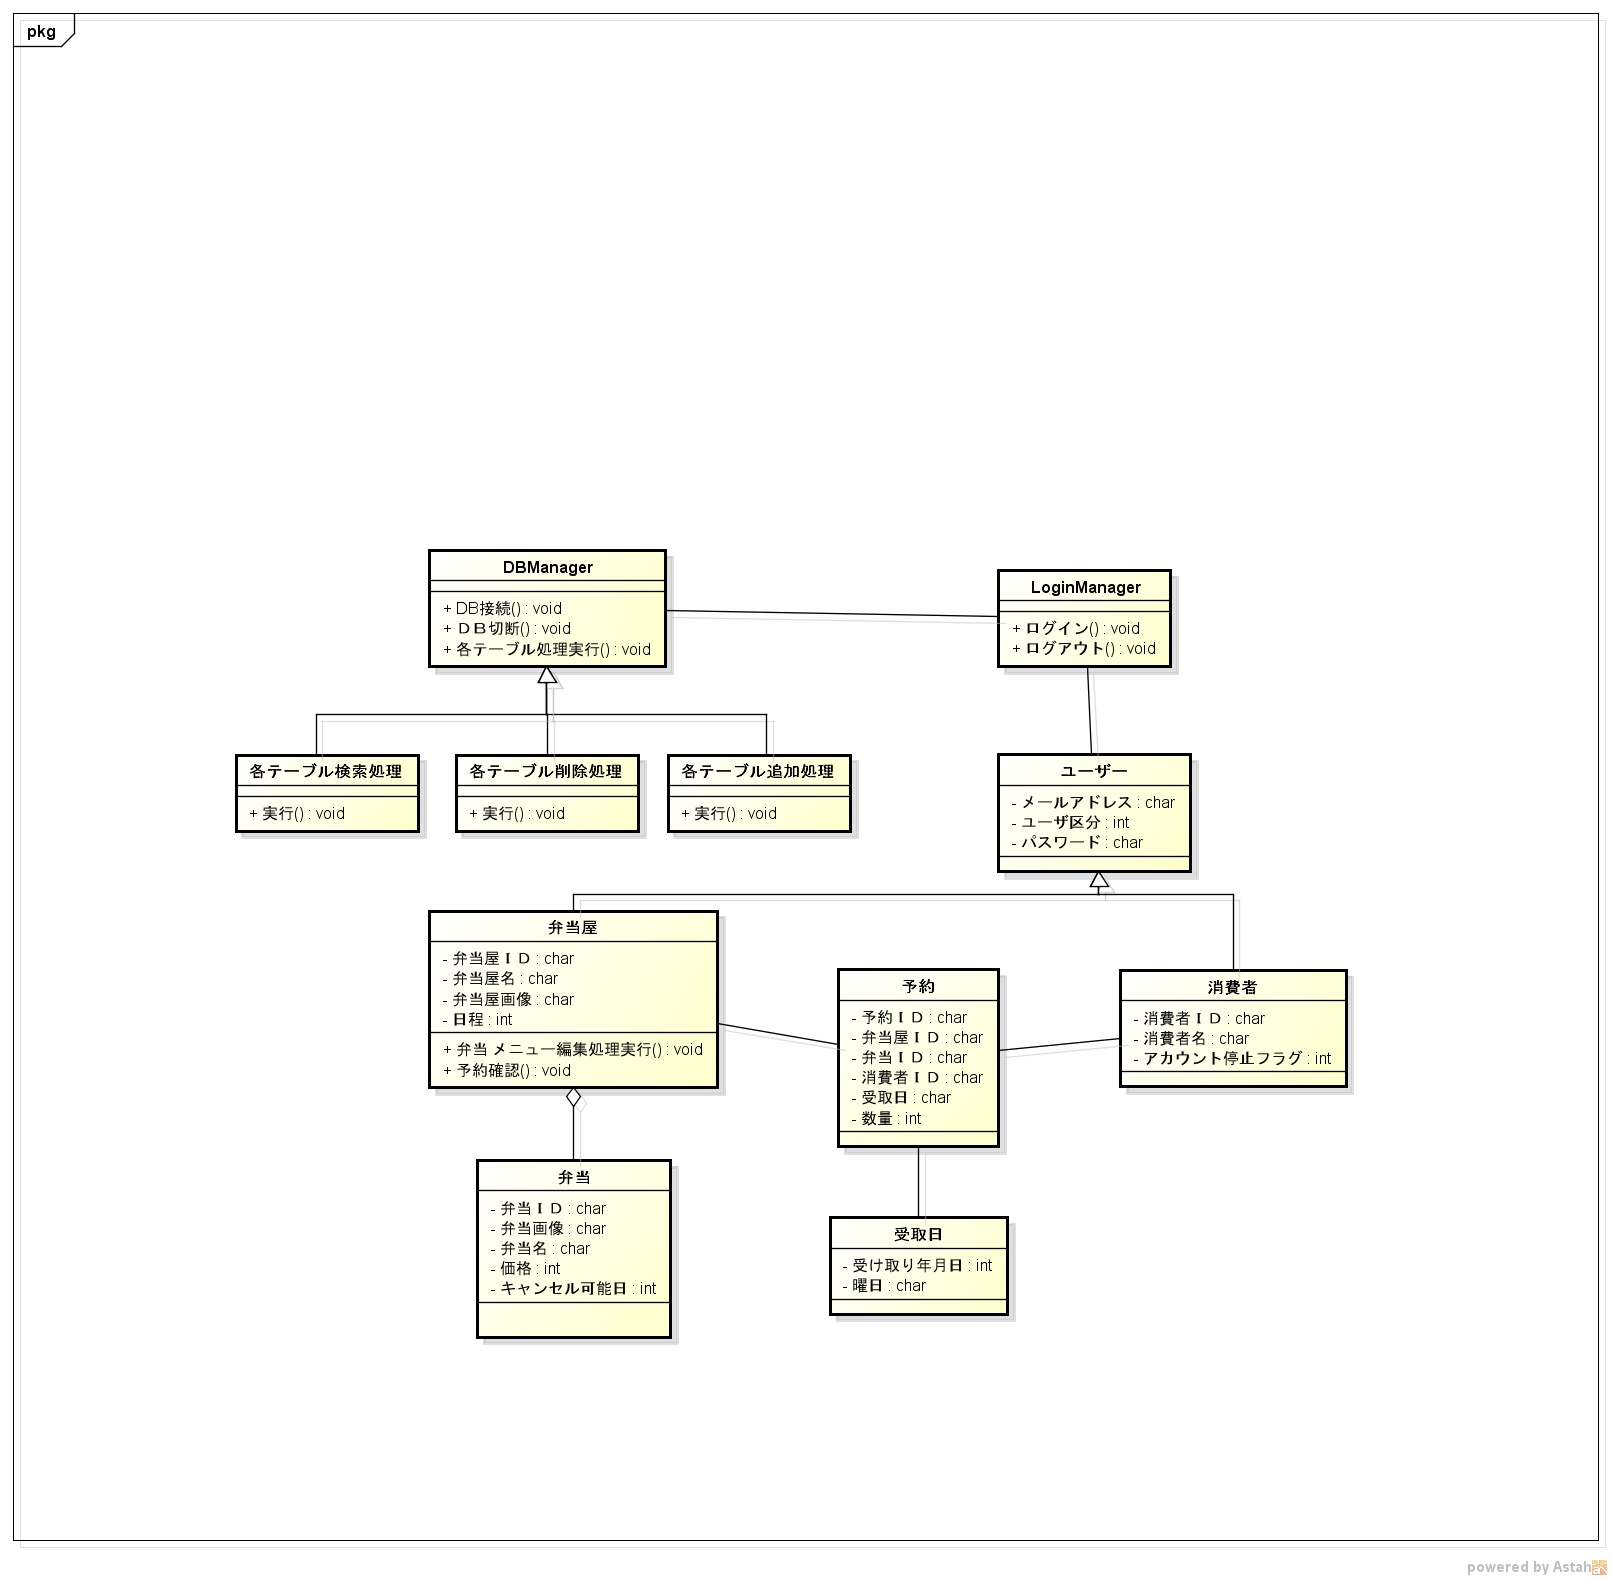 pkg
DBManager
+ DB接続() : void
+ ＤＢ切断() : void
+ 各テーブル処理実行() : void
LoginManager
+ ログイン() : void
+ ログアウト() : void
各テーブル検索処理
+ 実行() : void
各テーブル削除処理
+ 実行() : void
各テーブル追加処理
+ 実行() : void
ユーザー
- メールアドレス : char
- ユーザ区分 : int
- パスワード : char
弁当屋
- 弁当屋ＩＤ : char
- 弁当屋名 : char
- 弁当屋画像 : char
- 日程 : int
+ 弁当 メニュー編集処理実行() : void
+ 予約確認() : void
予約
- 予約ＩＤ : char
- 弁当屋ＩＤ : char
- 弁当ＩＤ : char
- 消費者ＩＤ : char
- 受取日 : char
- 数量 : int
消費者
- 消費者ＩＤ : char
- 消費者名 : char
- アカウント停止フラグ : int
弁当
- 弁当ＩＤ : char
- 弁当画像 : char
- 弁当名 : char
- 価格 : int
- キャンセル可能日 : int
受取日
- 受け取り年月日 : int
- 曜日 : char
powered by Astah